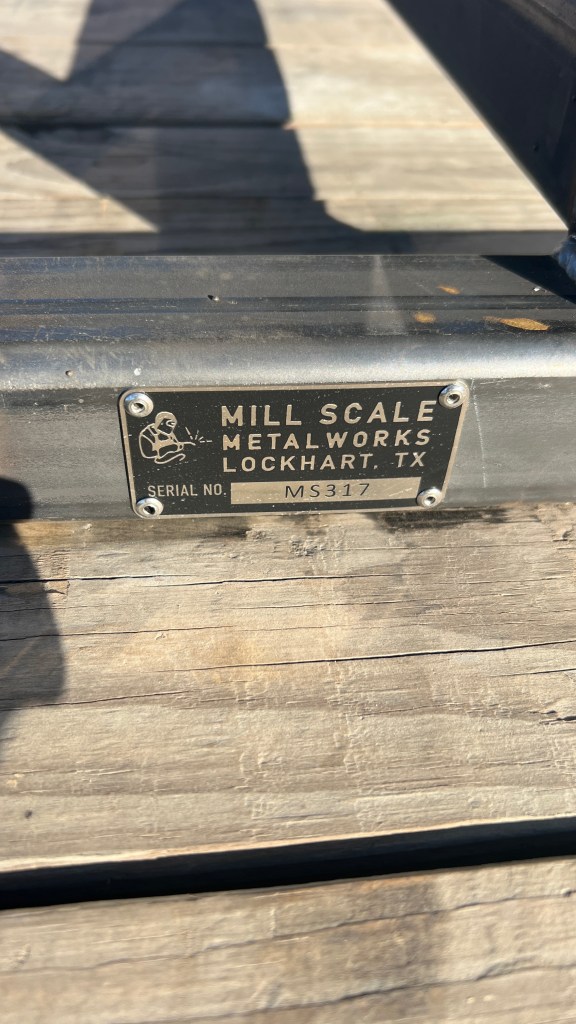 MILL SCALE
METALWORKS
LOCKHART, TX
SERIAL NO. MS317